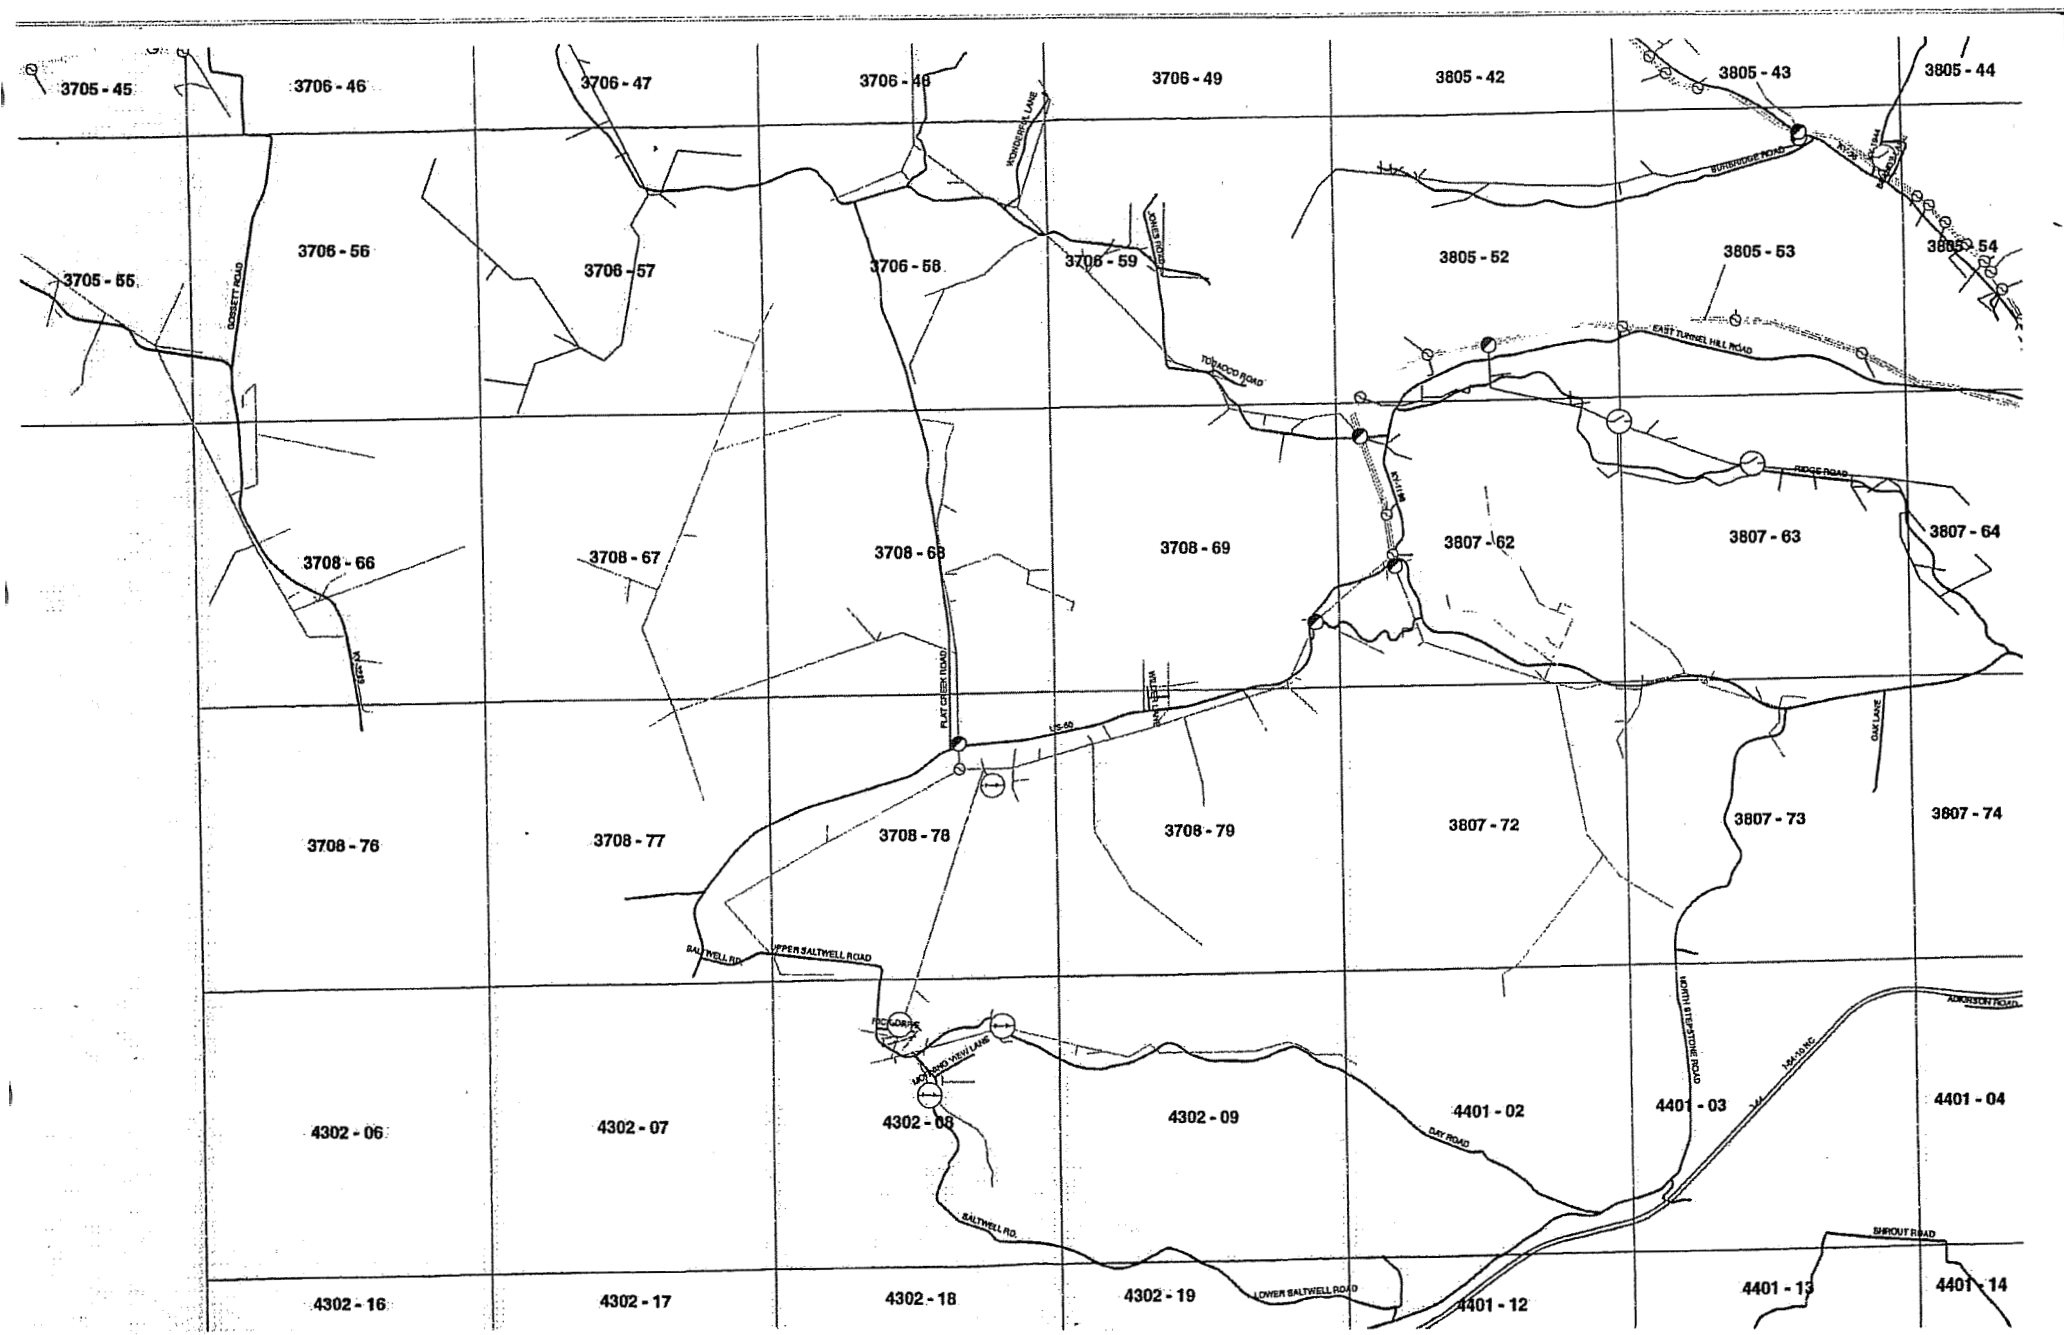 3705 - 45
3706 - 46
3706 - 47
3706 - 48
3706 - 49
3805 - 42
3805 - 43
3805 - 44
WONDERFUL LANE
BURBRIDGE ROAD
3705 - 55
GOSSETT ROAD
3706 - 56
3706 - 57
3706 - 58
3706 - 59
JONES ROAD
3805 - 52
3805 - 53
3805 - 54
EAST TUNNEL HILL ROAD
TOBACCO ROAD
RIDGE ROAD
KY-1198
3708 - 66
3708 - 67
3708 - 68
3708 - 69
3807 - 62
3807 - 63
3807 - 64
FLAT CREEK ROAD
US-60
OAK LANE
3708 - 76
3708 - 77
3708 - 78
3708 - 79
3807 - 72
3807 - 73
3807 - 74
SALTWELL RD.
UPPER SALTWELL ROAD
NORTH STEPSTONE ROAD
ADKINSON ROAD
I-64-10 NC
4302 - 06
4302 - 07
4302 - 08
4302 - 09
4401 - 02
4401 - 03
4401 - 04
DAY ROAD
SALTWELL RD.
SHROUT ROAD
4302 - 16
4302 - 17
4302 - 18
4302 - 19
LOWER SALTWELL ROAD
4401 - 12
4401 - 13
4401 - 14